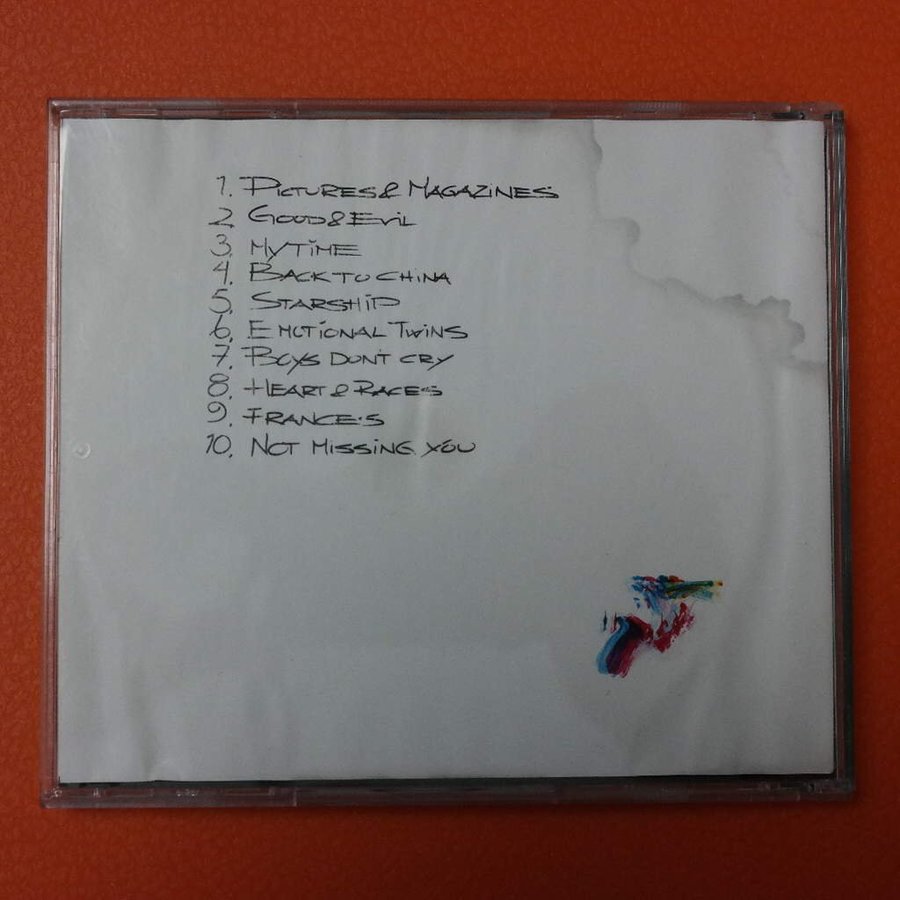 1. PICTURES & MAGAZINES
2. GOOD & EVIL
3. MY TIME
4. BACK TO CHINA
5. STARSHIP
6. EMOTIONAL TWINS
7. BOYS DON'T CRY
8. HEART & RACES
9. FRANCES
10. NOT MISSING YOU